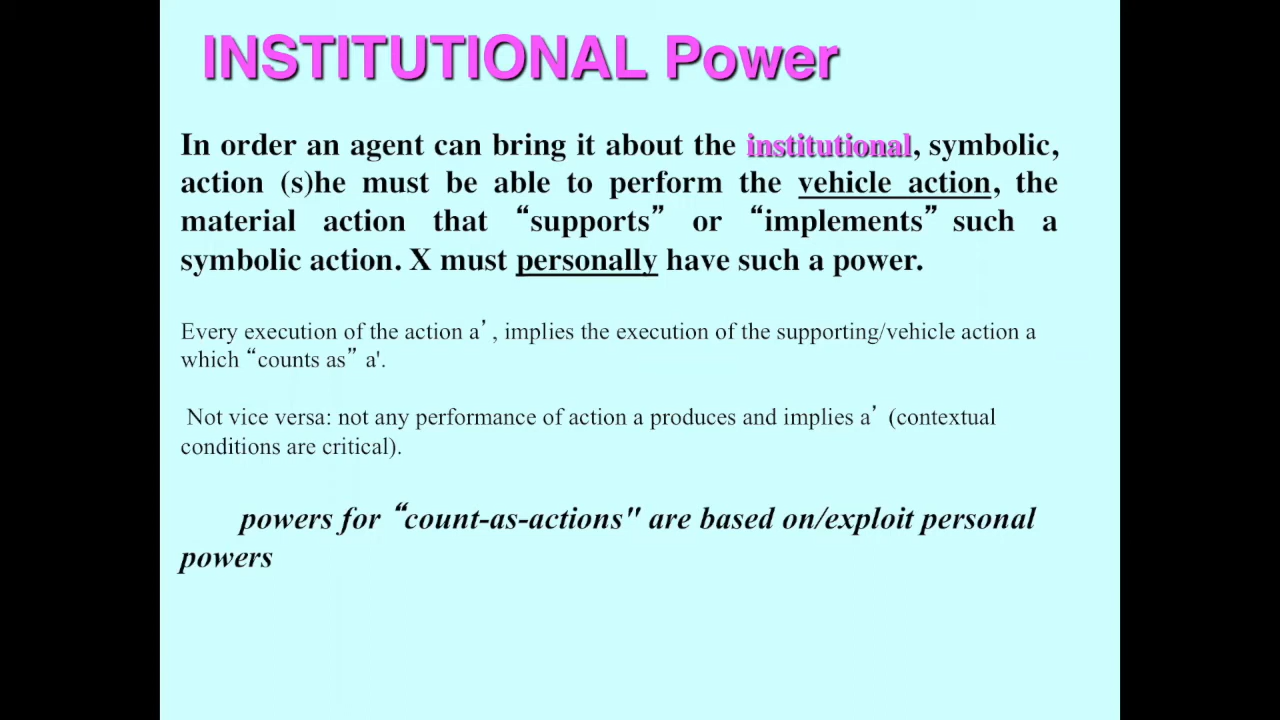 INSTITUTIONAL Power
In order an agent can bring it about the institutional, symbolic,
action (s)he must be able to perform the vehicle action, the
material action that “supports” or “implements” such a
symbolic action. X must personally have such a power.
Every execution of the action a’, implies the execution of the supporting/vehicle action a
which “counts as” a'.
Not vice versa: not any performance of action a produces and implies a’ (contextual
conditions are critical).
powers for “count-as-actions" are based on/exploit personal
powers